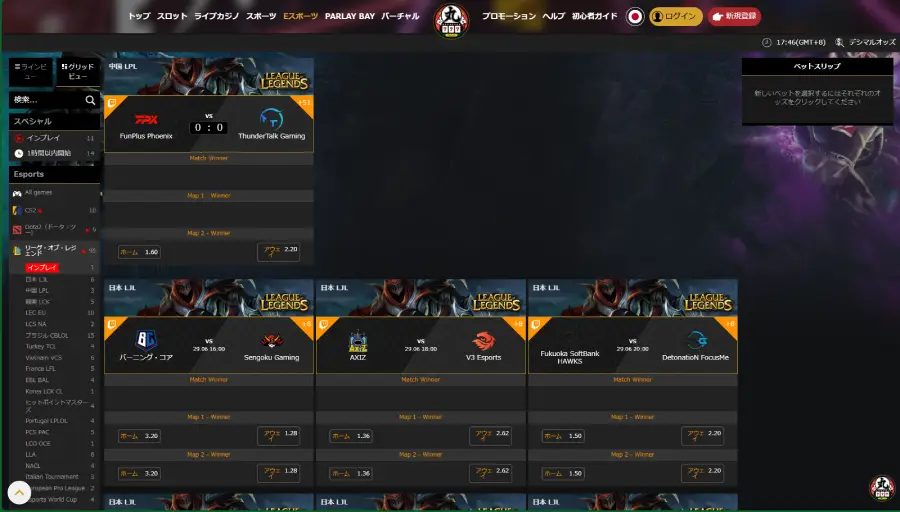 トップ スロット ライブカジノ スポーツ Eスポーツ PARLAY BAY バーチャル プロモーション ヘルプ 初心者ガイド ログイン 新規登録
17:46(GMT+8) デシマルオッズ
ラインビュー
グリッドビュー
検索...
スペシャル
インプレイ 11
1時間以内開始 14
Esports
All games
CS2 10
Dota2（ドータ・ツー） 9
リーグ・オブ・レジェンド 95
インプレイ 1
日本 LJL 6
中国 LPL 3
韓国 LCK 5
LEC EU 10
LCS NA 2
ブラジル CBLOL 15
Turkey TCL 4
Vietnam VCS 6
France LFL 5
EBL BAL 4
Korea LCK CL 1
ヒットポイントマスターズ 4
Portugal LPLOL 4
PCS PAC 5
LCO OCE 1
LLA 6
NACL 4
Italian Tournament 3
European Pro League 2
Esports World Cup 4
中国 LPL
LEAGUE LEGENDS
+51
FunPlus Phoenix
vs
0 : 0
ThunderTalk Gaming
Match Winner
Map 1 - Winner
Map 2 - Winner
ホーム 1.60
アウェイ 2.20
日本 LJL
LEAGUE LEGENDS
バーニング・コア
vs
29.06 16:00
Sengoku Gaming
Match Winner
Map 1 - Winner
ホーム 3.20
アウェイ 1.28
Map 2 - Winner
ホーム 3.20
アウェイ 1.28
日本 LJL
LEAGUE LEGENDS
AXIZ
vs
29.06 18:00
V3 Esports
Match Winner
Map 1 - Winner
ホーム 1.36
アウェイ 2.62
Map 2 - Winner
ホーム 1.36
アウェイ 2.62
日本 LJL
LEAGUE LEGENDS
Fukuoka SoftBank HAWKS
vs
29.06 20:00
DetonatioN FocusMe
Match Winner
Map 1 - Winner
ホーム 1.50
アウェイ 2.20
Map 2 - Winner
ホーム 1.50
アウェイ 2.20
日本 LJL
日本 LJL
日本 LJL
ベットスリップ
新しいベットを選択するにはそれぞれのオッズをクリックしてください